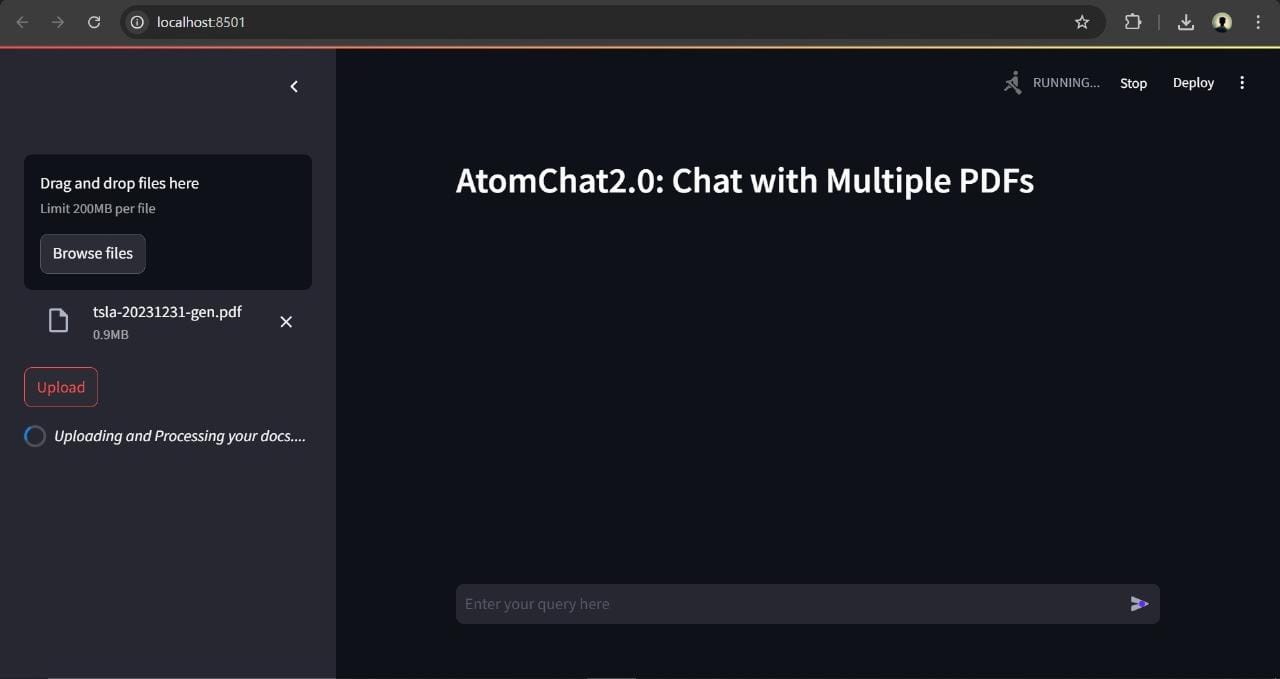 localhost:8501
RUNNING...
Stop
Deploy
Drag and drop files here
Limit 200MB per file
Browse files
tsla-20231231-gen.pdf
0.9MB
Upload
Uploading and Processing your docs....
AtomChat2.0: Chat with Multiple PDFs
Enter your query here